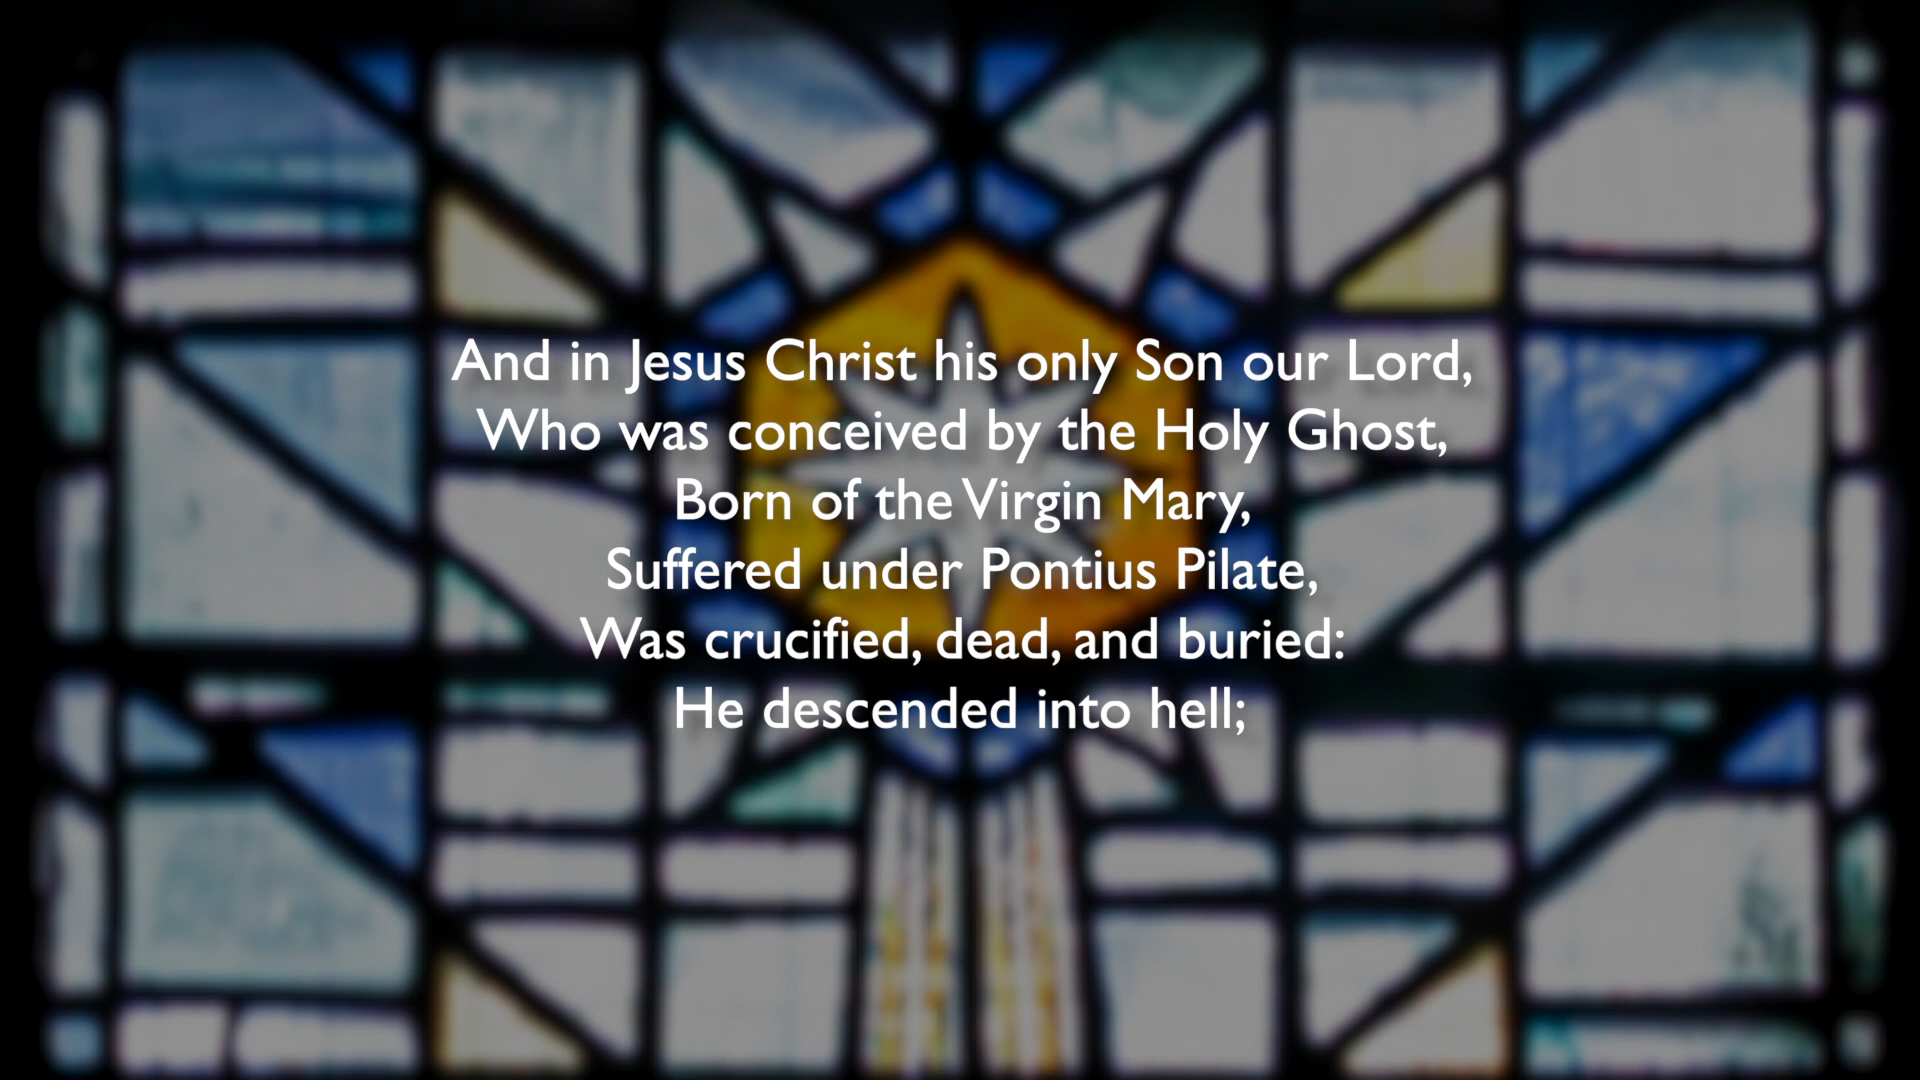 And in Jesus Christ his only Son our Lord,
Who was conceived by the Holy Ghost,
Born of the Virgin Mary,
Suffered under Pontius Pilate,
Was crucified, dead, and buried:
He descended into hell;